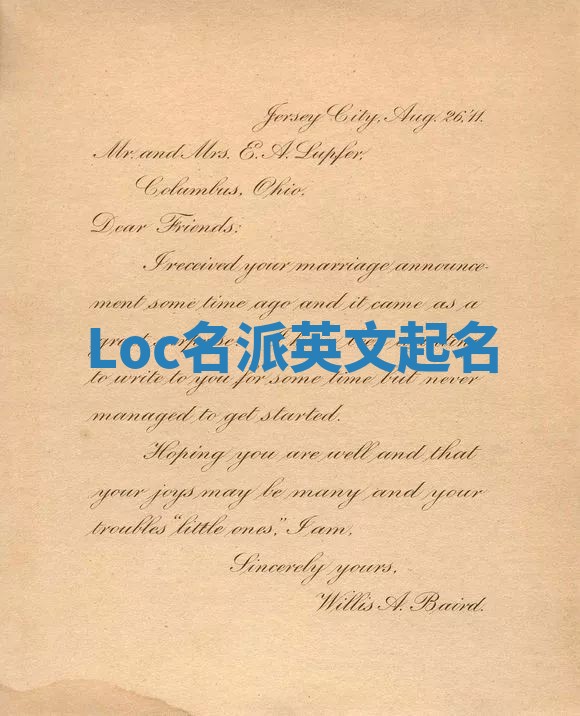 Jersey City, Aug. 26, '11.
Mr. and Mrs. E. A. Lupfer,
Columbus, Ohio.
Dear Friends:
I received your marriage announce-
ment some time ago and it came as a
Loc名派英文起名
to write to you for some time but never
managed to get started.
Hoping you are well and that
your joys may be many and your
troubles "little ones," I am,
Sincerely yours,
Willis A. Baird.